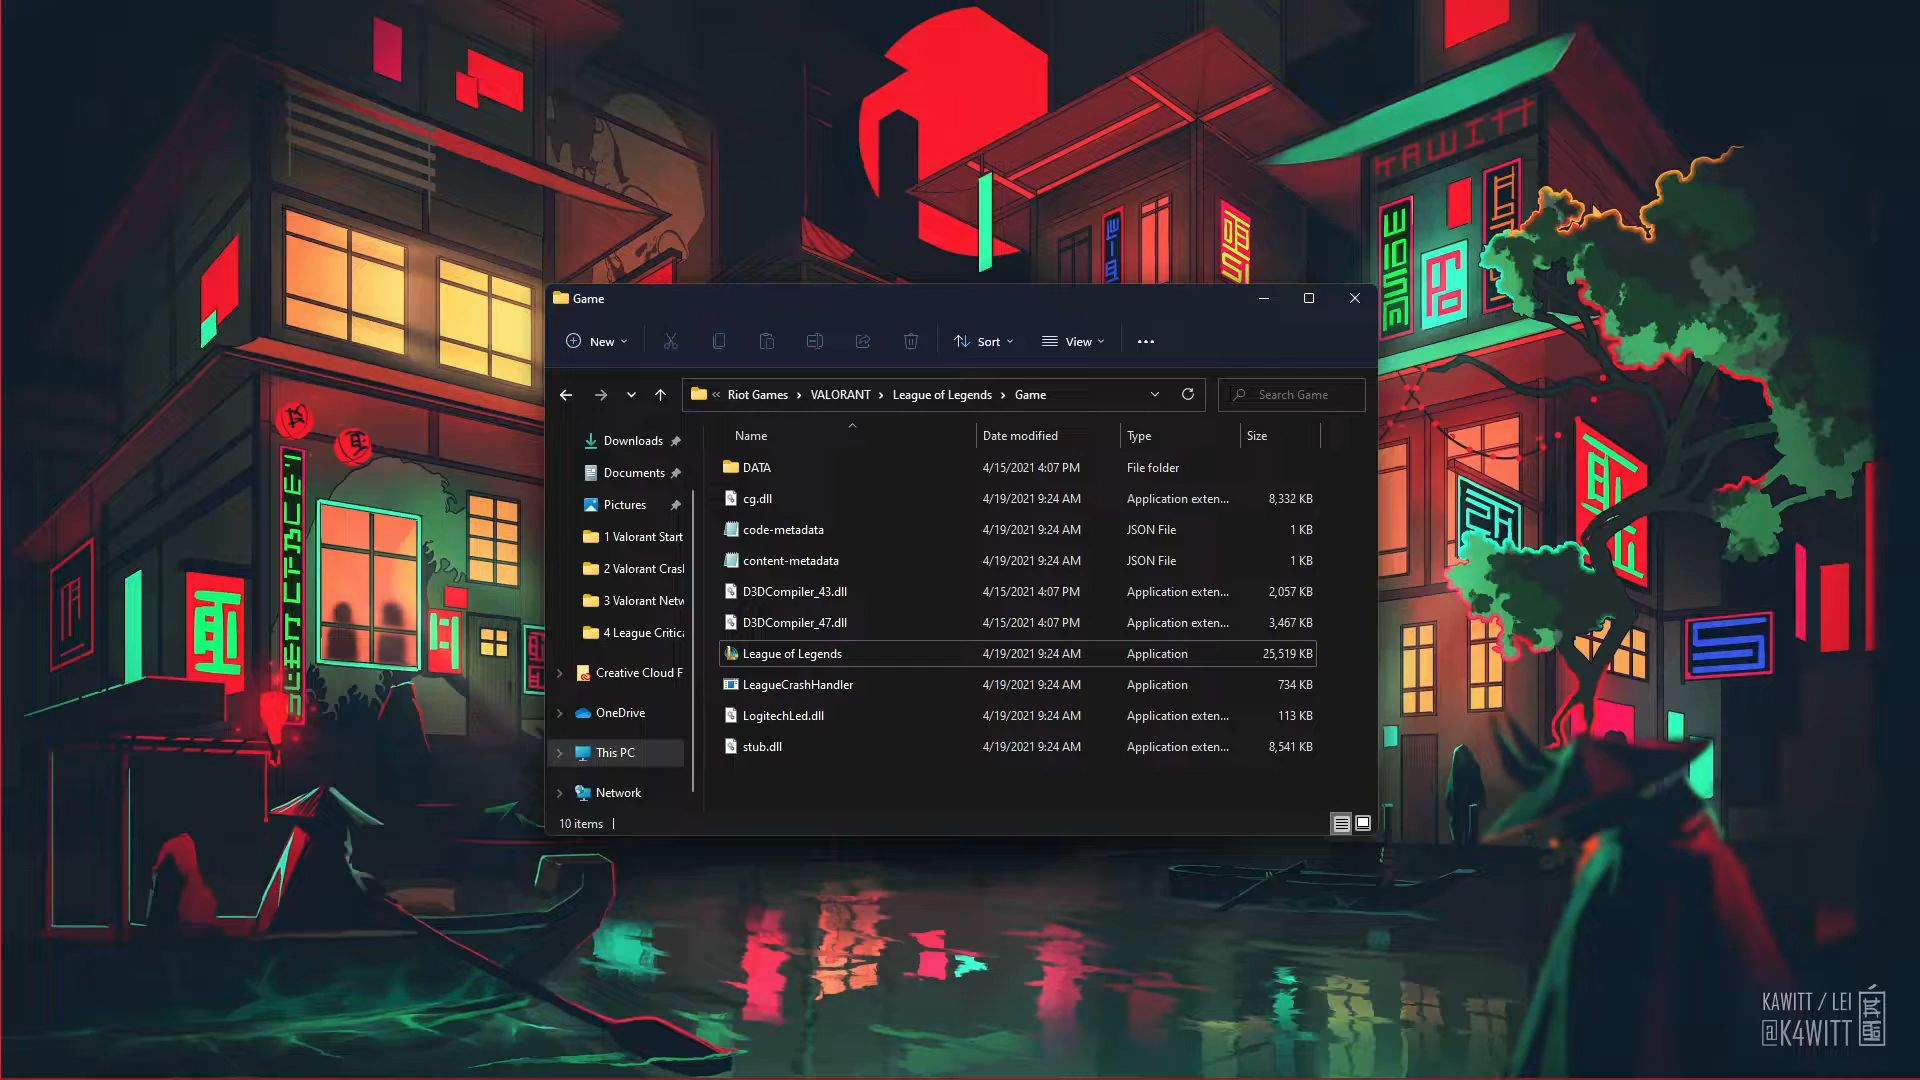 KAWITT
Game
New
Sort
View
« Riot Games › VALORANT › League of Legends › Game
Search Game
Name Date modified Type Size
Downloads
Documents
Pictures
1 Valorant Start
2 Valorant Cras
3 Valorant Netw
4 League Critica
Creative Cloud F
OneDrive
This PC
Network
DATA 4/15/2021 4:07 PM File folder
cg.dll 4/19/2021 9:24 AM Application exten... 8,332 KB
code-metadata 4/19/2021 9:24 AM JSON File 1 KB
content-metadata 4/19/2021 9:24 AM JSON File 1 KB
D3DCompiler_43.dll 4/15/2021 4:07 PM Application exten... 2,057 KB
D3DCompiler_47.dll 4/15/2021 4:07 PM Application exten... 3,467 KB
League of Legends 4/19/2021 9:24 AM Application 25,519 KB
LeagueCrashHandler 4/19/2021 9:24 AM Application 734 KB
LogitechLed.dll 4/19/2021 9:24 AM Application exten... 113 KB
stub.dll 4/19/2021 9:24 AM Application exten... 8,541 KB
10 items
KAWITT / LEI
@K4WITT